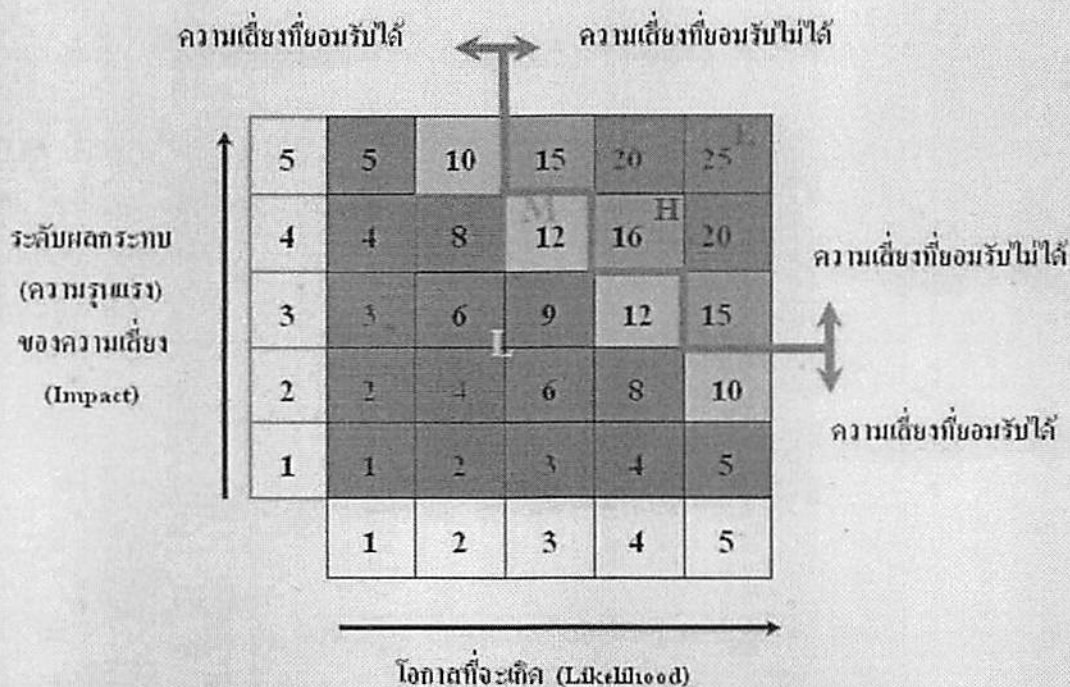 ความเสี่ยงที่ยอมรับได้ ความเสี่ยงที่ยอมรับไม่ได้
5 5 10 15 20 25 E
4 4 8 M 12 16 H 20
3 3 6 9 12 15
L
2 2 4 6 8 10
1 1 2 3 4 5
1 2 3 4 5
ระดับผลกระทบ
(ความรุนแรง)
ของความเสี่ยง
(Impact)
ความเสี่ยงที่ยอมรับไม่ได้
ความเสี่ยงที่ยอมรับได้
โอกาสที่จะเกิด (Likelihood)